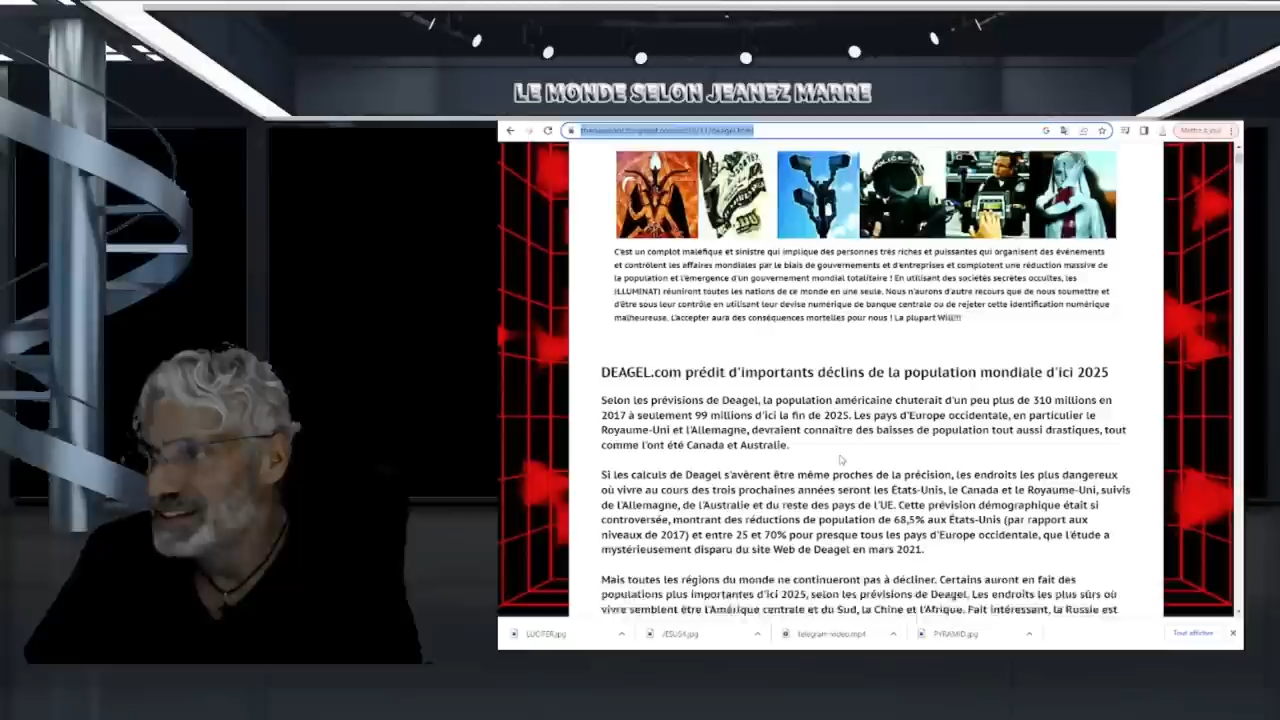 LE MONDE SELON JEANEZ MARRE
Mettre à jour
POLICE
C'est un complot maléfique et sinistre qui implique des personnes très riches et puissantes qui organisent des événements
et contrôlent les affaires mondiales par le biais de gouvernements et d'entreprises et complotent une réduction massive de
la population et l'émergence d'un gouvernement mondial totalitaire ! En utilisant des sociétés secrètes occultes, les
ILLUMINATI réuniront toutes les nations de ce monde en une seule. Nous n'aurons d'autre recours que de nous soumettre et
d'être sous leur contrôle en utilisant leur devise numérique de banque centrale ou de rejeter cette identification numérique
malheureuse. L'accepter aura des conséquences mortelles pour nous ! La plupart Will!!!
DEAGEL.com prédit d'importants déclins de la population mondiale d'ici 2025
Selon les prévisions de Deagel, la population américaine chuterait d'un peu plus de 310 millions en
2017 à seulement 99 millions d'ici la fin de 2025. Les pays d'Europe occidentale, en particulier le
Royaume-Uni et l'Allemagne, devraient connaître des baisses de population tout aussi drastiques, tout
comme l'ont été Canada et Australie.
Si les calculs de Deagel s'avèrent être même proches de la précision, les endroits les plus dangereux
où vivre au cours des trois prochaines années seront les États-Unis, le Canada et le Royaume-Uni, suivis
de l'Allemagne, de l'Australie et du reste des pays de l'UE. Cette prévision démographique était si
controversée, montrant des réductions de population de 68,5% aux États-Unis (par rapport aux
niveaux de 2017) et entre 25 et 70% pour presque tous les pays d'Europe occidentale, que l'étude a
mystérieusement disparu du site Web de Deagel en mars 2021.
Mais toutes les régions du monde ne continueront pas à décliner. Certains auront en fait des
populations plus importantes d'ici 2025, selon les prévisions de Deagel. Les endroits les plus sûrs où
vivre semblent être l'Amérique centrale et du Sud, la Chine et l'Afrique. Fait intéressant, la Russie est
LUCIFER.jpg
JESUS4.jpg
telegram-video.mp4
PYRAMID.jpg
Tout afficher